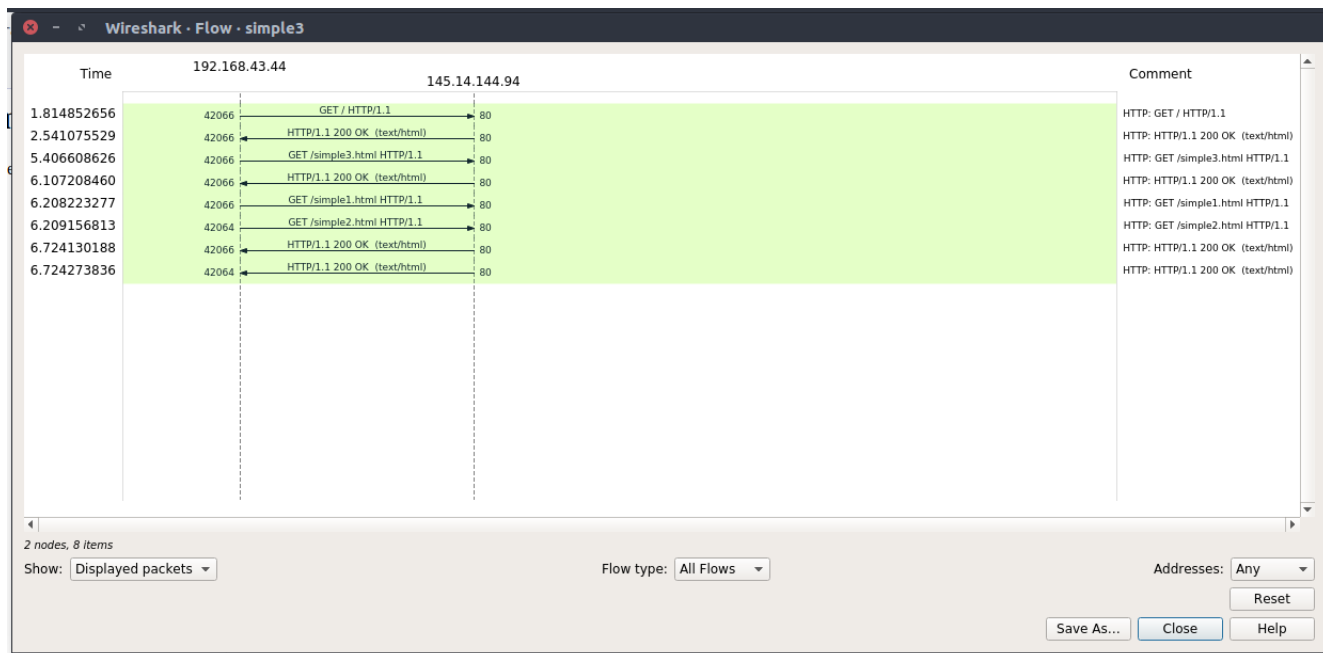 Wireshark · Flow · simple3
Time 192.168.43.44 145.14.144.94 Comment
1.814852656 42066 GET / HTTP/1.1 80 HTTP: GET / HTTP/1.1
2.541075529 42066 HTTP/1.1 200 OK (text/html) 80 HTTP: HTTP/1.1 200 OK (text/html)
5.406608626 42066 GET /simple3.html HTTP/1.1 80 HTTP: GET /simple3.html HTTP/1.1
6.107208460 42066 HTTP/1.1 200 OK (text/html) 80 HTTP: HTTP/1.1 200 OK (text/html)
6.208223277 42066 GET /simple1.html HTTP/1.1 80 HTTP: GET /simple1.html HTTP/1.1
6.209156813 42064 GET /simple2.html HTTP/1.1 80 HTTP: GET /simple2.html HTTP/1.1
6.724130188 42066 HTTP/1.1 200 OK (text/html) 80 HTTP: HTTP/1.1 200 OK (text/html)
6.724273836 42064 HTTP/1.1 200 OK (text/html) 80 HTTP: HTTP/1.1 200 OK (text/html)
2 nodes, 8 items
Show: Displayed packets Flow type: All Flows Addresses: Any
Reset
Save As... Close Help